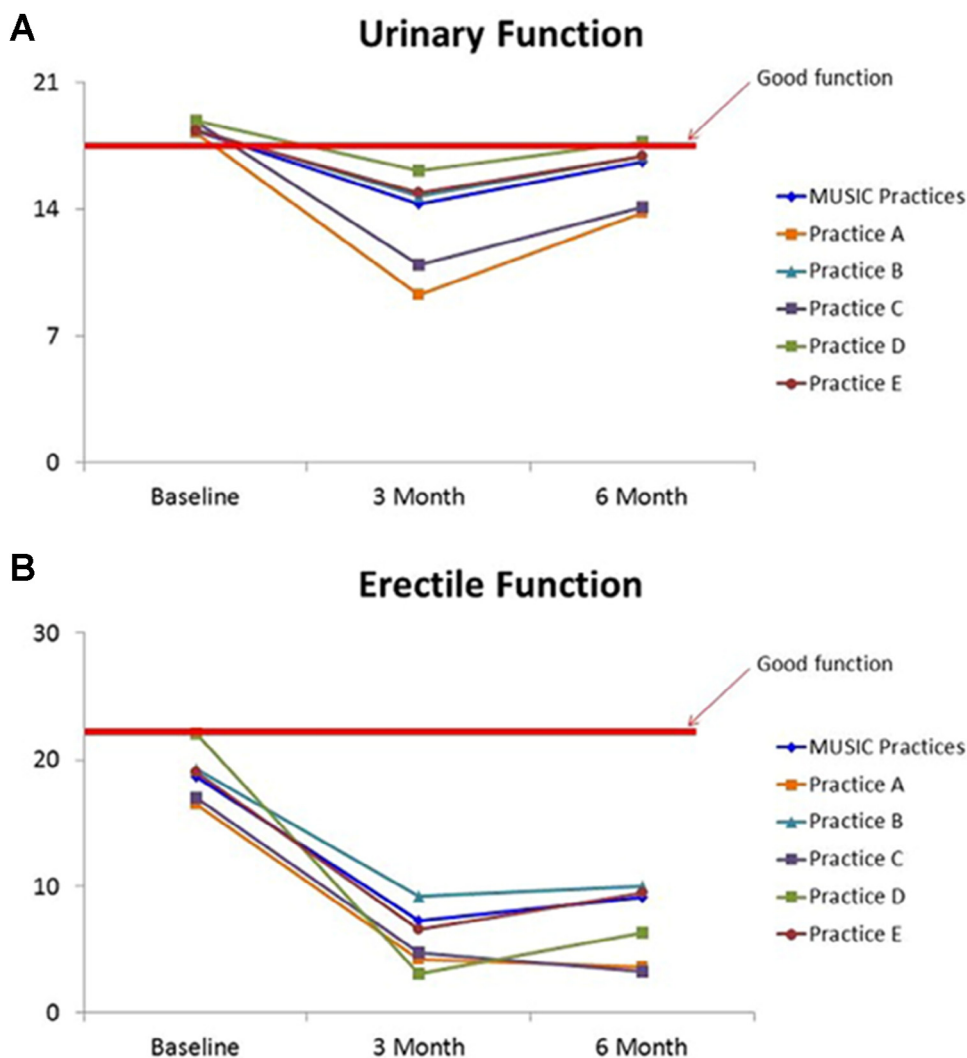 A
Urinary Function
21
14
7
0
Good function
MUSIC Practices
Practice A
Practice B
Practice C
Practice D
Practice E
Baseline 3 Month 6 Month
B
Erectile Function
30
20
10
0
Good function
MUSIC Practices
Practice A
Practice B
Practice C
Practice D
Practice E
Baseline 3 Month 6 Month